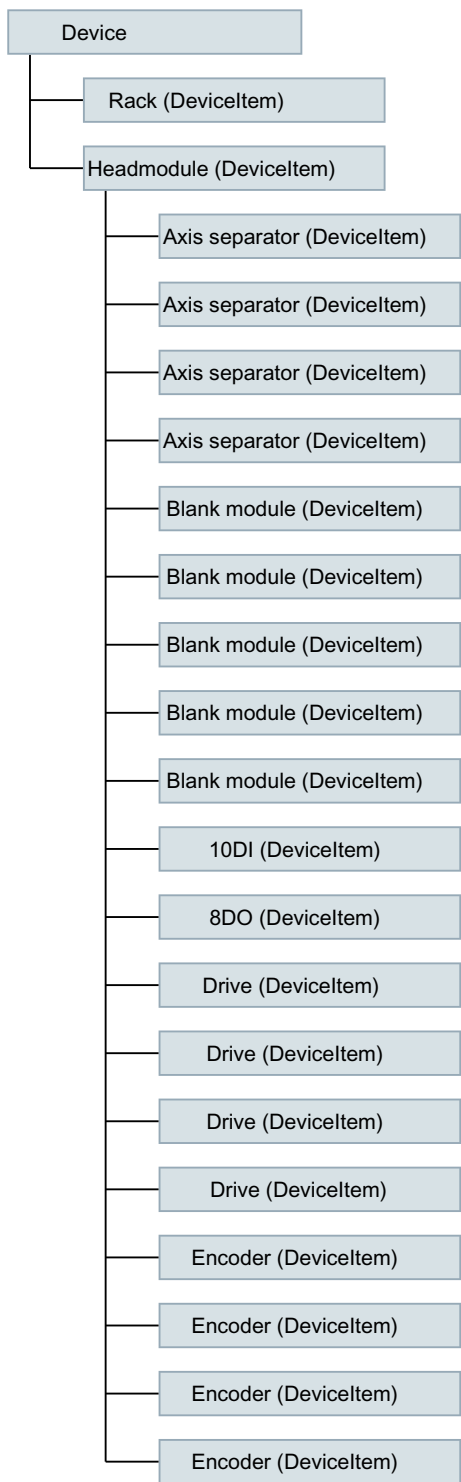 Device
Rack (DeviceItem)
Headmodule (DeviceItem)
Axis separator (DeviceItem)
Axis separator (DeviceItem)
Axis separator (DeviceItem)
Axis separator (DeviceItem)
Blank module (DeviceItem)
Blank module (DeviceItem)
Blank module (DeviceItem)
Blank module (DeviceItem)
Blank module (DeviceItem)
10DI (DeviceItem)
8DO (DeviceItem)
Drive (DeviceItem)
Drive (DeviceItem)
Drive (DeviceItem)
Drive (DeviceItem)
Encoder (DeviceItem)
Encoder (DeviceItem)
Encoder (DeviceItem)
Encoder (DeviceItem)